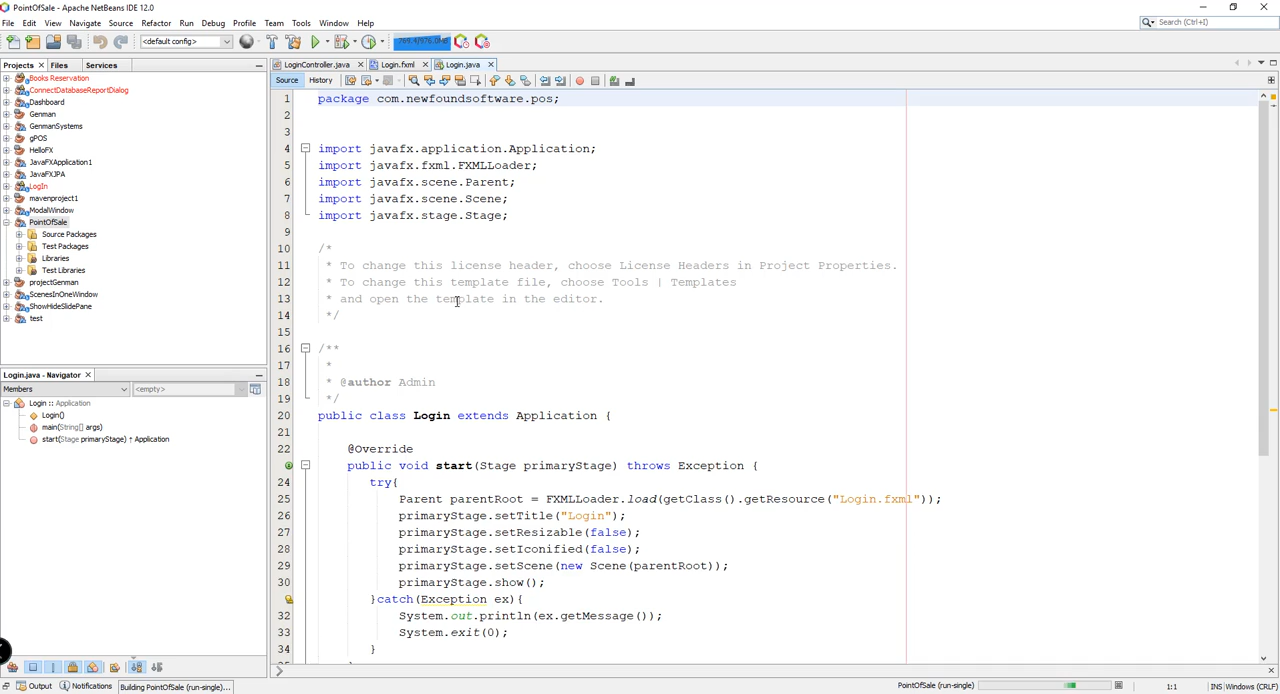 PointOfSale - Apache NetBeans IDE 12.0
File Edit View Navigate Source Refactor Run Debug Profile Team Tools Window Help
Search (Ctrl+I)
<default config>
Projects Files Services
LoginController.java Login.fxml Login.java
Source History
Books Reservation
ConnectDatabaseReportDialog
Dashboard
Genman
GenmanSystems
gPOS
HelloFX
JavaFXApplication1
JavaFXJPA
LogIn
mavenproject1
ModalWindow
PointOfSale
Source Packages
Test Packages
Libraries
Test Libraries
projectGenman
ScenesInOneWindow
ShowHideSlidePane
test
Login.java - Navigator
Members <empty>
Login :: Application
Login()
main(String[] args)
start(Stage primaryStage) ↑ Application
1 package com.newfoundsoftware.pos;
2
3
4 import javafx.application.Application;
5 import javafx.fxml.FXMLLoader;
6 import javafx.scene.Parent;
7 import javafx.scene.Scene;
8 import javafx.stage.Stage;
9
10 /*
11 * To change this license header, choose License Headers in Project Properties.
12 * To change this template file, choose Tools | Templates
13 * and open the template in the editor.
14 */
15
16 /**
17 *
18 * @author Admin
19 */
20 public class Login extends Application {
21
22 @Override
public void start(Stage primaryStage) throws Exception {
24 try{
25 Parent parentRoot = FXMLLoader.load(getClass().getResource("Login.fxml"));
26 primaryStage.setTitle("Login");
27 primaryStage.setResizable(false);
28 primaryStage.setIconified(false);
29 primaryStage.setScene(new Scene(parentRoot));
30 primaryStage.show();
}catch(Exception ex){
32 System.out.println(ex.getMessage());
33 System.exit(0);
34 }
Output Notifications Building PointOfSale (run-single)...
PointOfSale (run-single)
1:1 INS Windows (CRLF)